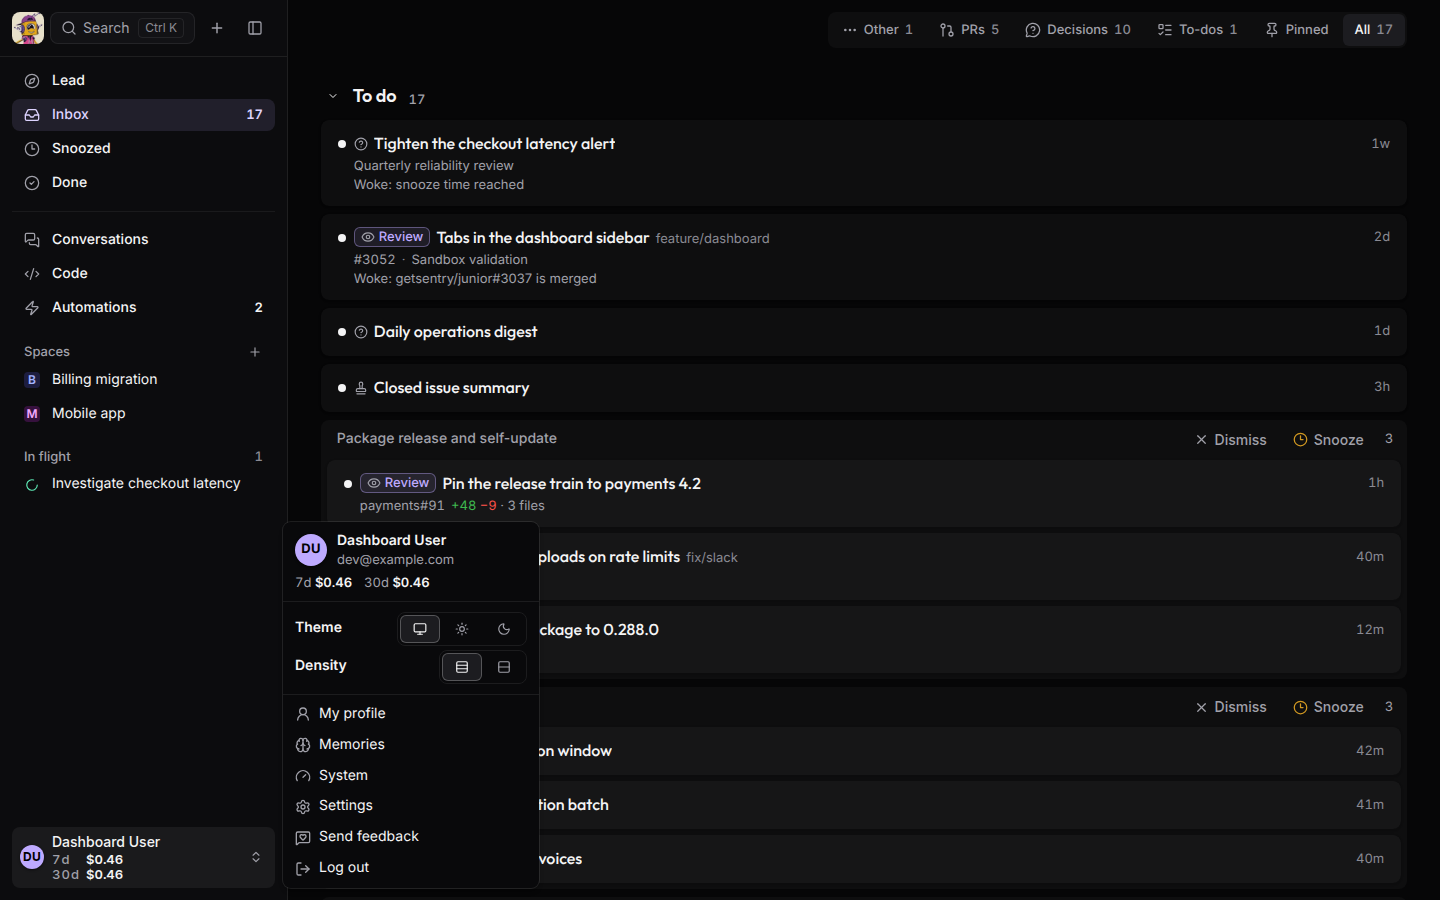 Search Ctrl K
Lead
Inbox 17
Snoozed
Done
Conversations
Code
Automations 2
Spaces
B Billing migration
M Mobile app
In flight 1
Investigate checkout latency
DU Dashboard User
7d $0.46
30d $0.46
Other 1 PRs 5 Decisions 10 To-dos 1 Pinned All 17
To do 17
Tighten the checkout latency alert 1w
Quarterly reliability review
Woke: snooze time reached
Review Tabs in the dashboard sidebar feature/dashboard 2d
#3052 · Sandbox validation
Woke: getsentry/junior#3037 is merged
Daily operations digest 1d
Closed issue summary 3h
Package release and self-update Dismiss Snooze 3
Review Pin the release train to payments 4.2 1h
payments#91 +48 −9 · 3 files
ploads on rate limits fix/slack 40m
ckage to 0.288.0 12m
Dismiss Snooze 3
on window 42m
tion batch 41m
voices 40m
DU Dashboard User
dev@example.com
7d $0.46 30d $0.46
Theme
Density
My profile
Memories
System
Settings
Send feedback
Log out